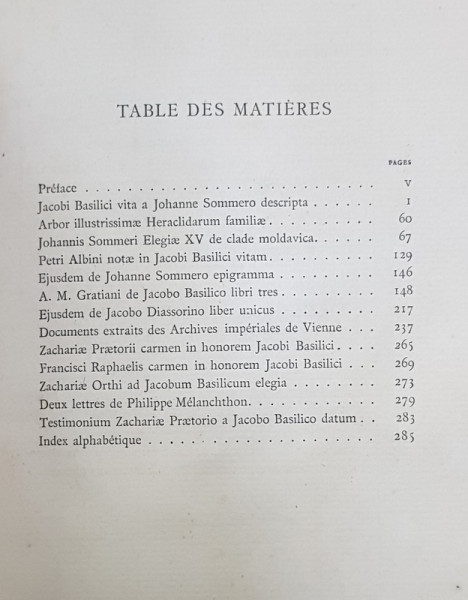 TABLE DES MATIÈRES
PAGES
Préface . . . . . . . . . . . . . . . . . . . . . . . . . . . V
Jacobi Basilici vita a Johanne Sommero descripta . . . . . . 1
Arbor illustrissimæ Heraclidarum familiæ . . . . . . . . . . 60
Johannis Sommeri Elegiæ XV de clade moldavica. . . . . . 67
Petri Albini notæ in Jacobi Basilici vitam . . . . . . . . . . 129
Ejusdem de Johanne Sommero epigramma . . . . . . . . . 146
A. M. Gratiani de Jacobo Basilico libri tres . . . . . . . . . 148
Ejusdem de Jacobo Diassorino liber unicus . . . . . . . . . 217
Documents extraits des Archives impériales de Vienne . . . 237
Zachariæ Prætorii carmen in honorem Jacobi Basilici . . . . 265
Francisci Raphaelis carmen in honorem Jacobi Basilici . . . 269
Zachariæ Orthi ad Jacobum Basilicum elegia . . . . . . . . 273
Deux lettres de Philippe Mélanchthon. . . . . . . . . . . . 279
Testimonium Zachariæ Prætorio a Jacobo Basilico datum . . 283
Index alphabétique . . . . . . . . . . . . . . . . . . . . . 285